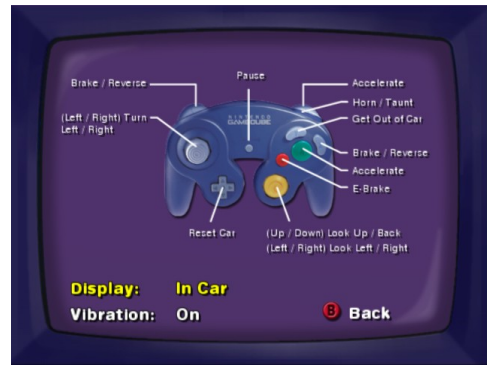 Pause
Brake / Reverse
Accelerate
Horn / Taunt
(Left / Right) Turn
Left / Right
Get Out of Car
NINTENDO
GAMECUBE
Brake / Reverse
Accelerate
E-Brake
Reset Car
(Up / Down) Look Up / Back
(Left / Right) Look Left / Right
Display: In Car
Vibration: On
B Back